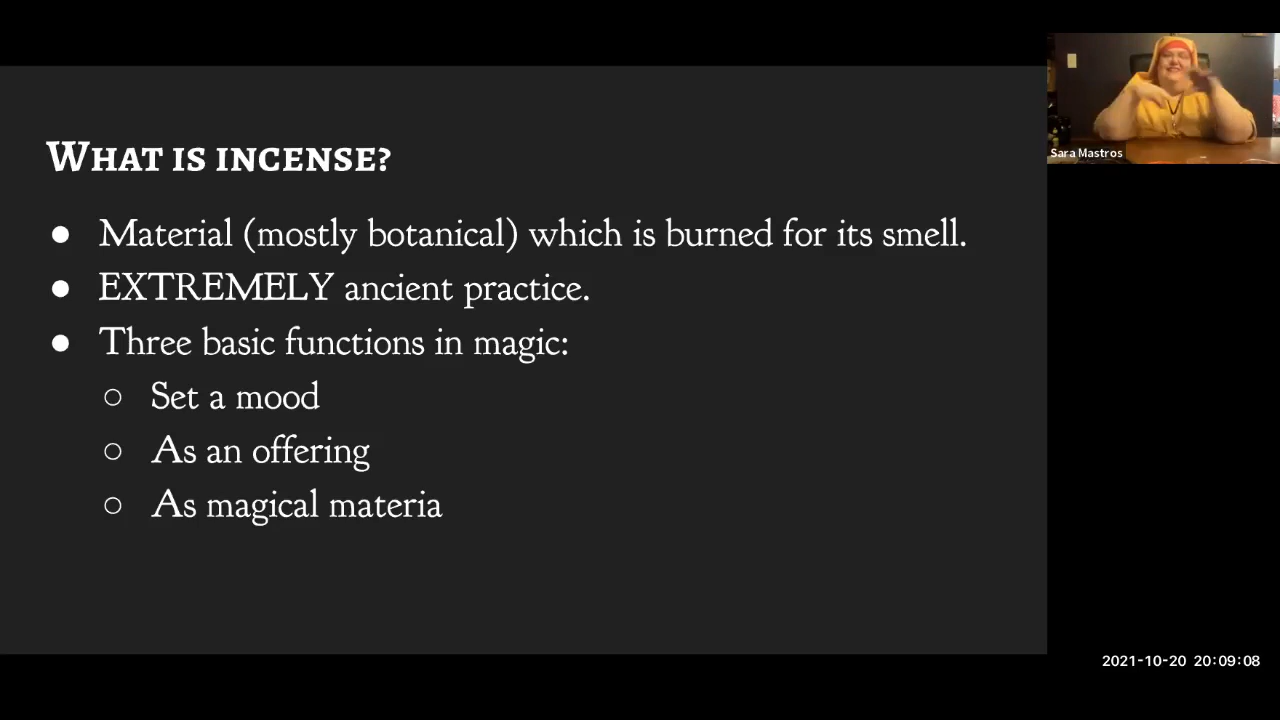 What is incense?
● Material (mostly botanical) which is burned for its smell.
● EXTREMELY ancient practice.
● Three basic functions in magic:
○ Set a mood
○ As an offering
○ As magical materia
Sara Mastros
2021-10-20 20:09:08